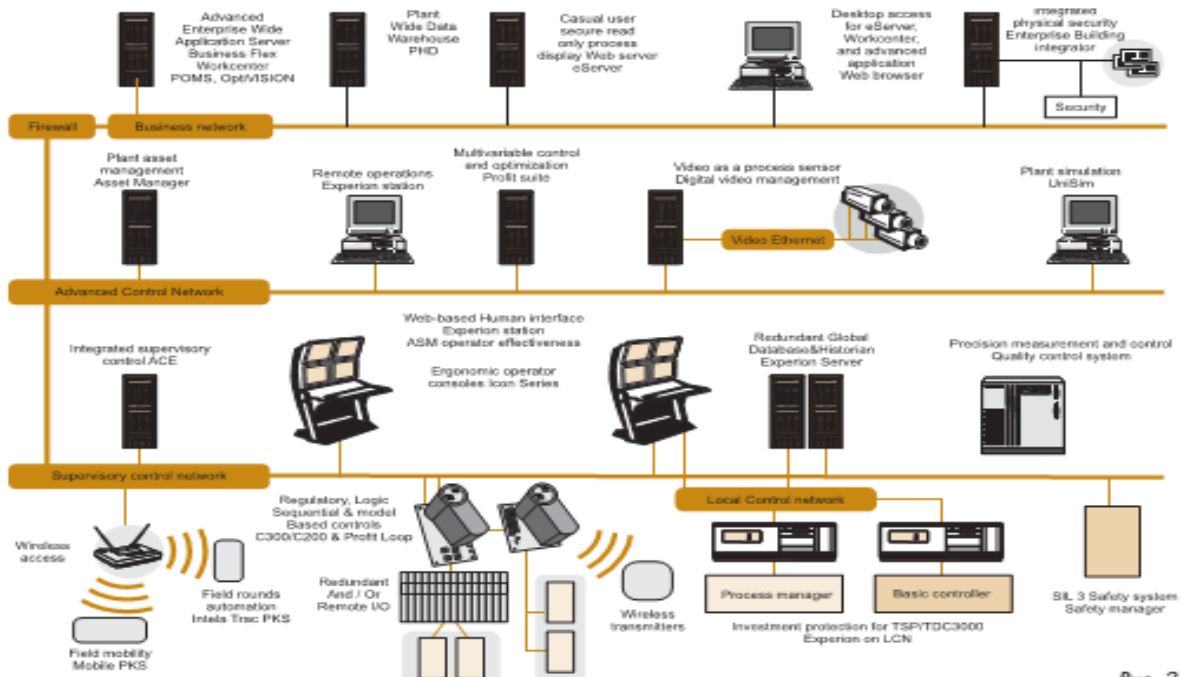 Advanced
Enterprise Wide
Application Server
Business Flex
Workcenter
POMS, OptiVISION
Plant
Wide Data
Warehouse
PHD
Casual user
secure read
only process
display Web server
eServer
Desktop access
for eServer,
Workcenter,
and advanced
application
Web browser
Integrated
physical security
Enterprise Building
integrator
Security
Firewall
Business network
Plant asset
management
Asset Manager
Remote operations
Experion station
Multivariable control
and optimization
Profit suite
Video as a process sensor
Digital video management
Video Ethernet
Plant simulation
UniSim
Advanced Control Network
Integrated supervisory
control ACE
Web-based Human interface
Experion station
ASM operator effectiveness
Ergonomic operator
consoles Icon Series
Redundant Global
Database&Historian
Experion Server
Precision measurement and control
Quality control system
Supervisory control network
Local Control network
Wireless
access
Field rounds
automation
Intels Trac PKS
Field mobility
Mobile PKS
Regulatory, Logic
Sequential & model
Based controls
C300/C200 & Profit Loop
Redundant
And / Or
Remote I/O
Wireless
transmitters
Process manager
Basic controller
Investment protection for TSP/TDC3000
Experion on LCN
SIL 3 Safety system
Safety manager